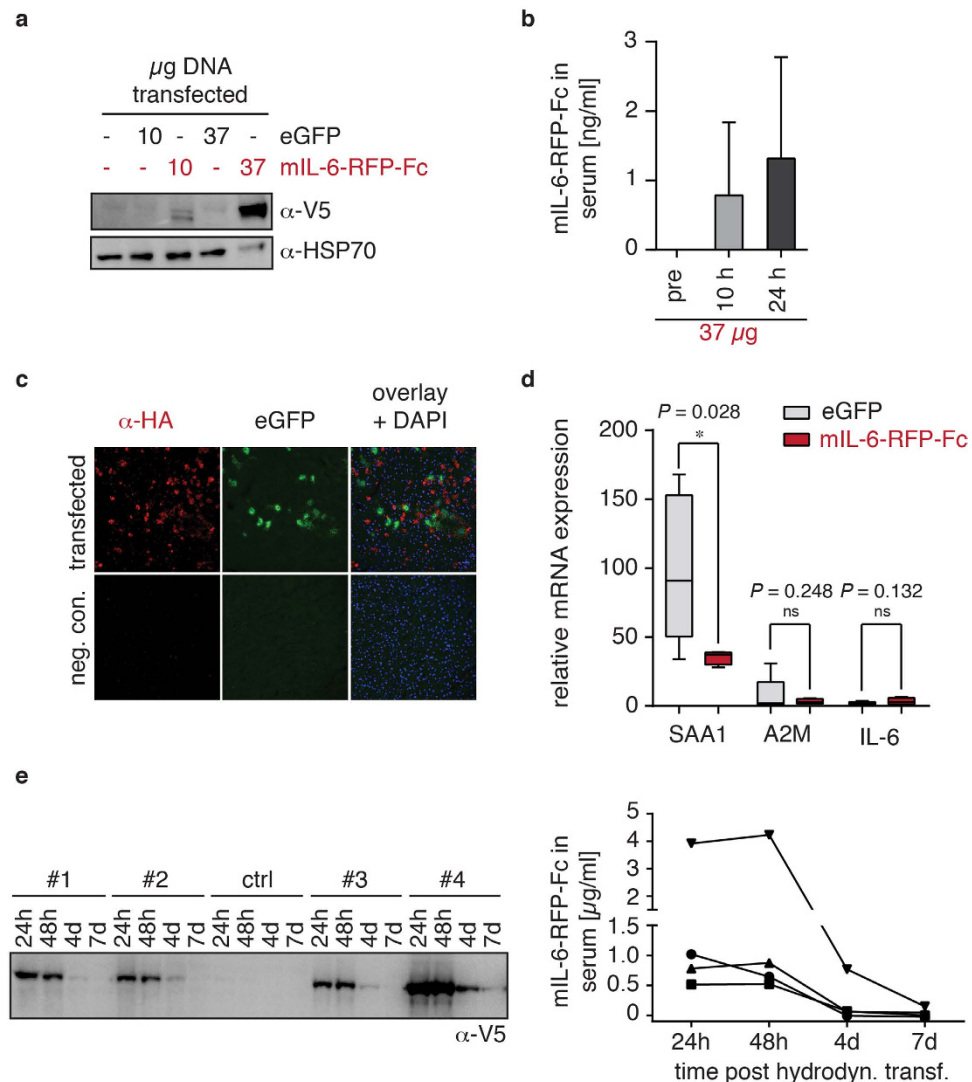 a
µg DNA
transfected
- 10 - 37 - eGFP
- - 10 - 37 mIL-6-RFP-Fc
α-V5
α-HSP70
b
mIL-6-RFP-Fc in
serum [ng/ml]
3
2
1
0
pre
10 h
24 h
37 µg
c
α-HA
eGFP
overlay
+ DAPI
transfected
neg. con.
d
P = 0.028
*
eGFP
mIL-6-RFP-Fc
relative mRNA expression
200
150
100
50
0
P = 0.248
ns
P = 0.132
ns
SAA1
A2M
IL-6
e
#1 #2 ctrl #3 #4
24h 48h 4d 7d 24h 48h 4d 7d 24h 48h 4d 7d 24h 48h 4d 7d 24h 48h 4d 7d
α-V5
mIL-6-RFP-Fc in
serum [µg/ml]
5
4
3
2
1.0
0.5
0
24h 48h 4d 7d
time post hydrodyn. transf.